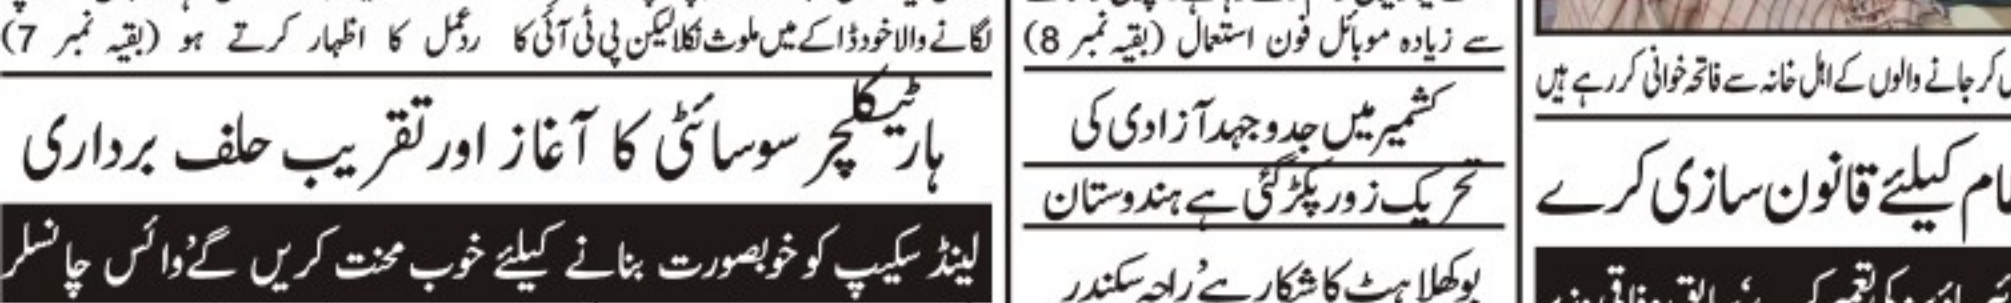 کر جانے والوں کے اہل خانہ سے فاتحہ خوانی کر رہے ہیں
کیلئے قانون سازی کرے
سے زیادہ موبائل فون استعمال (بقیہ نمبر 8)
کشمیر میں جدوجہد آزادی کی
تحریک زور پکڑ گئی ہے ہندوستان
بوکھلاہٹ کا شکار ہے'راجہ سکندر
لگانے والا خود ڈاکے میں ملوث نکلا لیکن پی ٹی آئی کا ردعمل کا اظہار کرتے ہو (بقیہ نمبر 7)
ہارٹیکلچر سوسائٹی کا آغاز اور تقریب حلف برداری
لینڈ سکیپ کو خوبصورت بنانے کیلئے خوب محنت کریں گے'وائس چانسلر